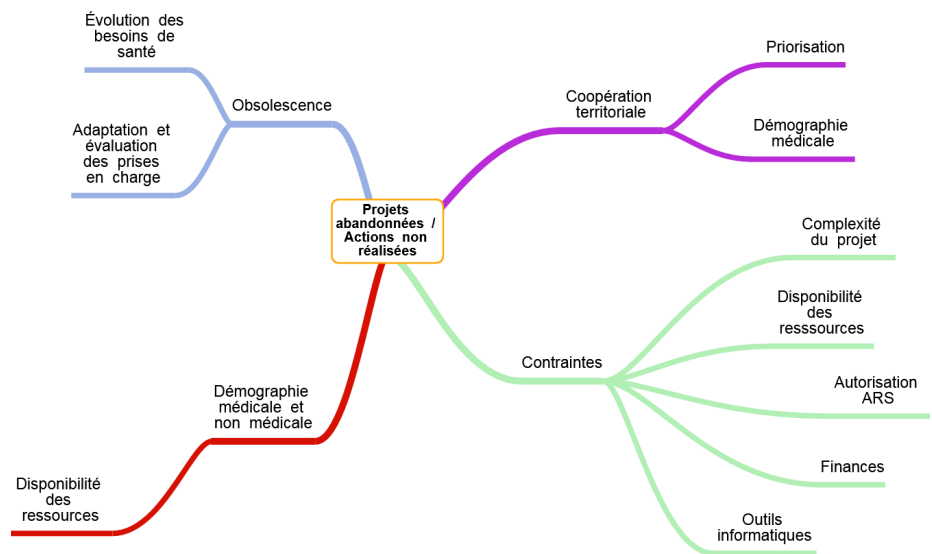 Évolution des
besoins de
santé
Obsolescence
Adaptation et
évaluation
des prises
en charge
Priorisation
Coopération
territoriale
Démographie
médicale
Projets
abandonnées /
Actions non
réalisées
Complexité
du projet
Disponibilité
des
resssources
Contraintes
Autorisation
ARS
Finances
Outils
informatiques
Démographie
médicale et
non médicale
Disponibilité
des
ressources